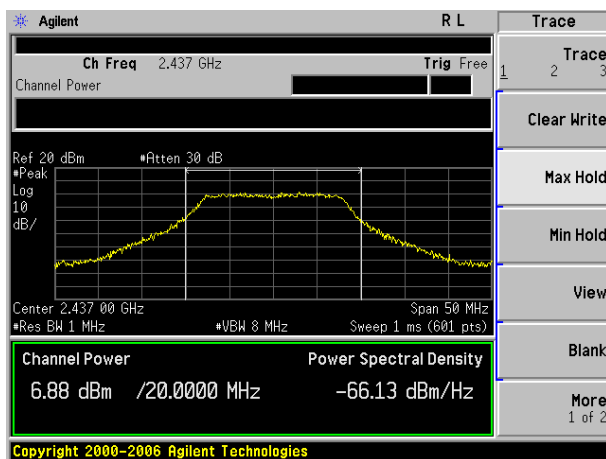 Agilent R L Trace
Ch Freq 2.437 GHz Trig Free
Channel Power
Trace
1 2 3
Clear Write
Ref 20 dBm #Atten 30 dB
#Peak
Log
10
dB/
Max Hold
Min Hold
Center 2.437 00 GHz Span 50 MHz
#Res BW 1 MHz #VBW 8 MHz Sweep 1 ms (601 pts)
View
Channel Power Power Spectral Density
6.88 dBm /20.0000 MHz -66.13 dBm/Hz
Blank
More
1 of 2
Copyright 2000-2006 Agilent Technologies